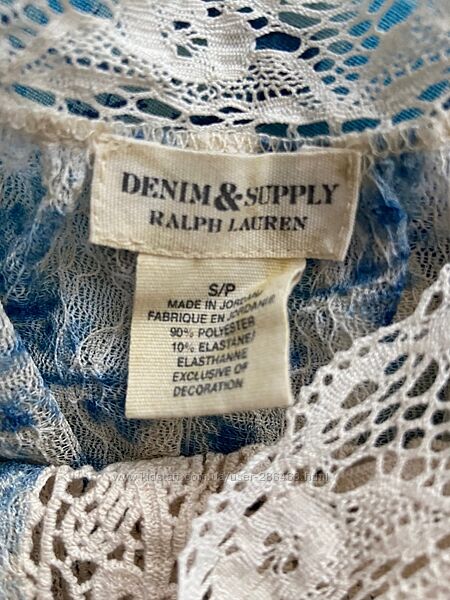 DENIM & SUPPLY
RALPH LAUREN
S/P
MADE IN JORDAN/
FABRIQUE EN JORDANIE
90% POLYESTER
10% ELASTANE/
ELASTHANNE
EXCLUSIVE OF
DECORATION